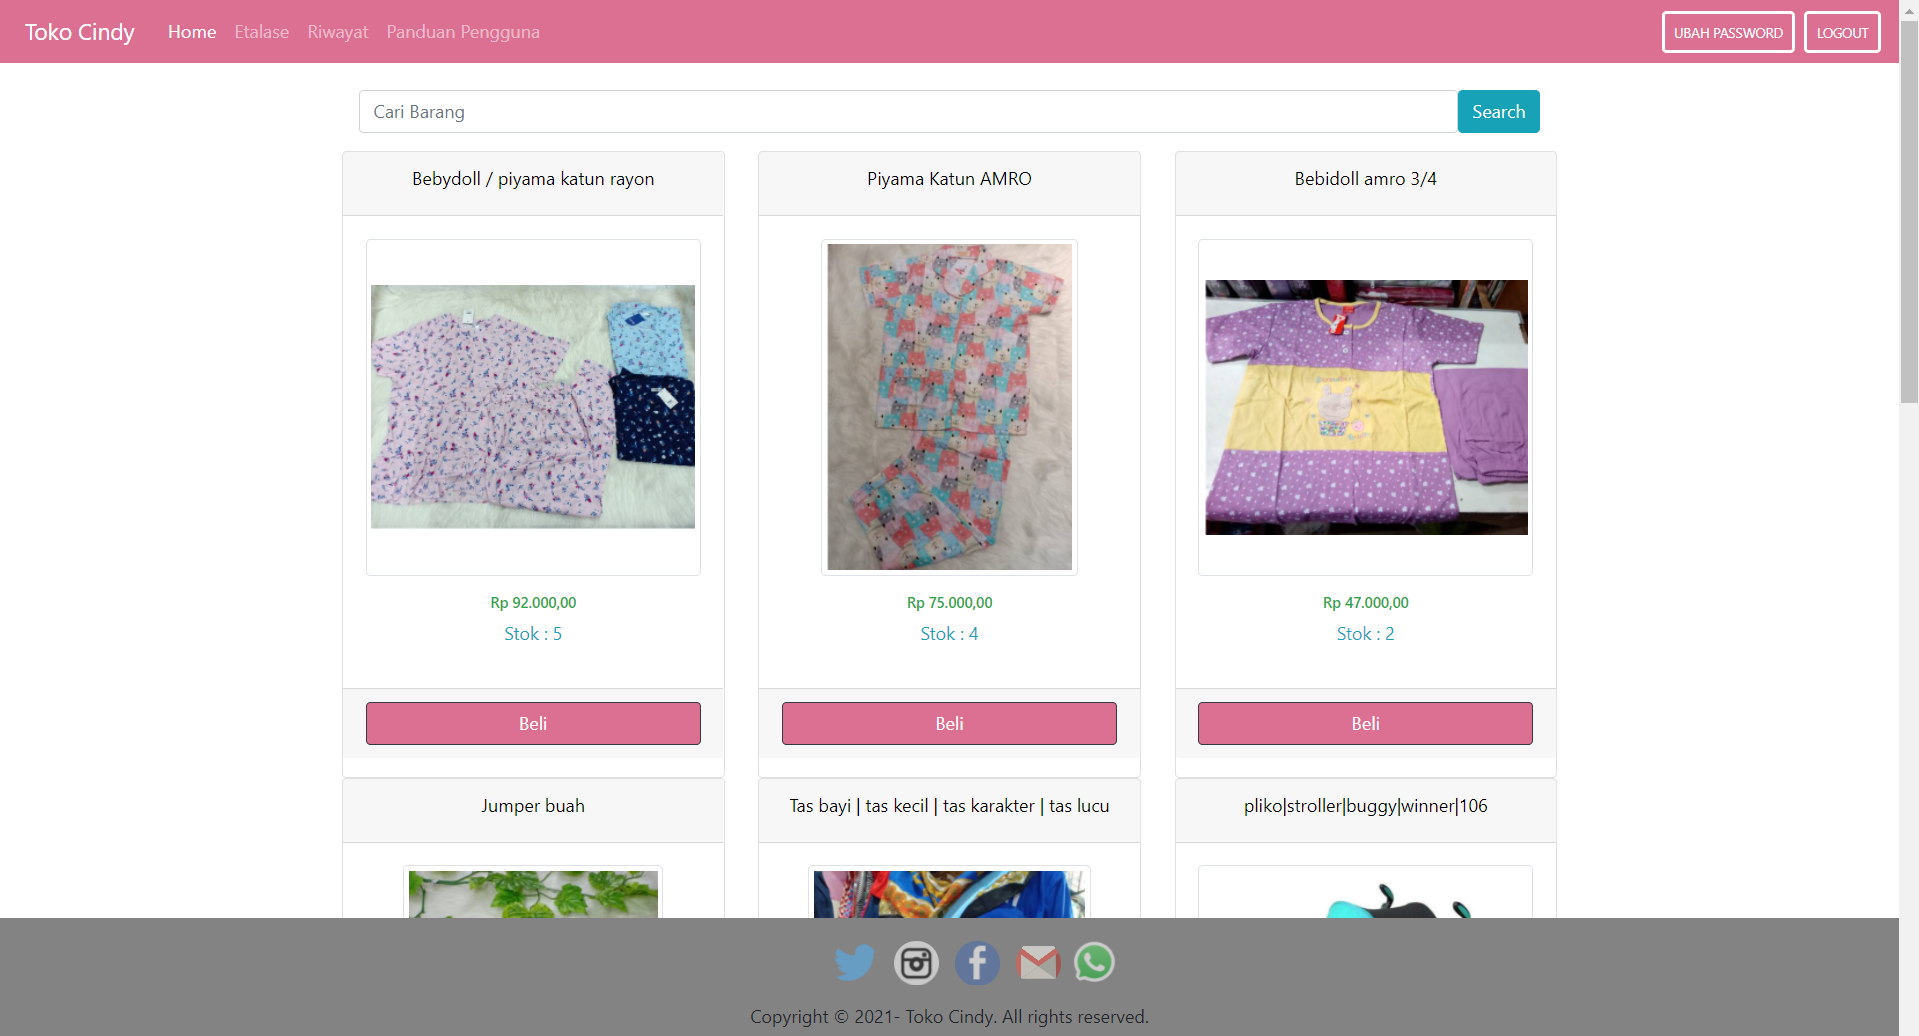 Toko Cindy Home Etalase Riwayat Panduan Pengguna UBAH PASSWORD LOGOUT
Cari Barang Search
Bebydoll / piyama katun rayon
Piyama Katun AMRO
Bebidoll amro 3/4
Rp 92.000,00
Stok : 5
Rp 75.000,00
Stok : 4
Rp 47.000,00
Stok : 2
Beli
Beli
Beli
Jumper buah
Tas bayi | tas kecil | tas karakter | tas lucu
pliko|stroller|buggy|winner|106
Copyright © 2021- Toko Cindy. All rights reserved.